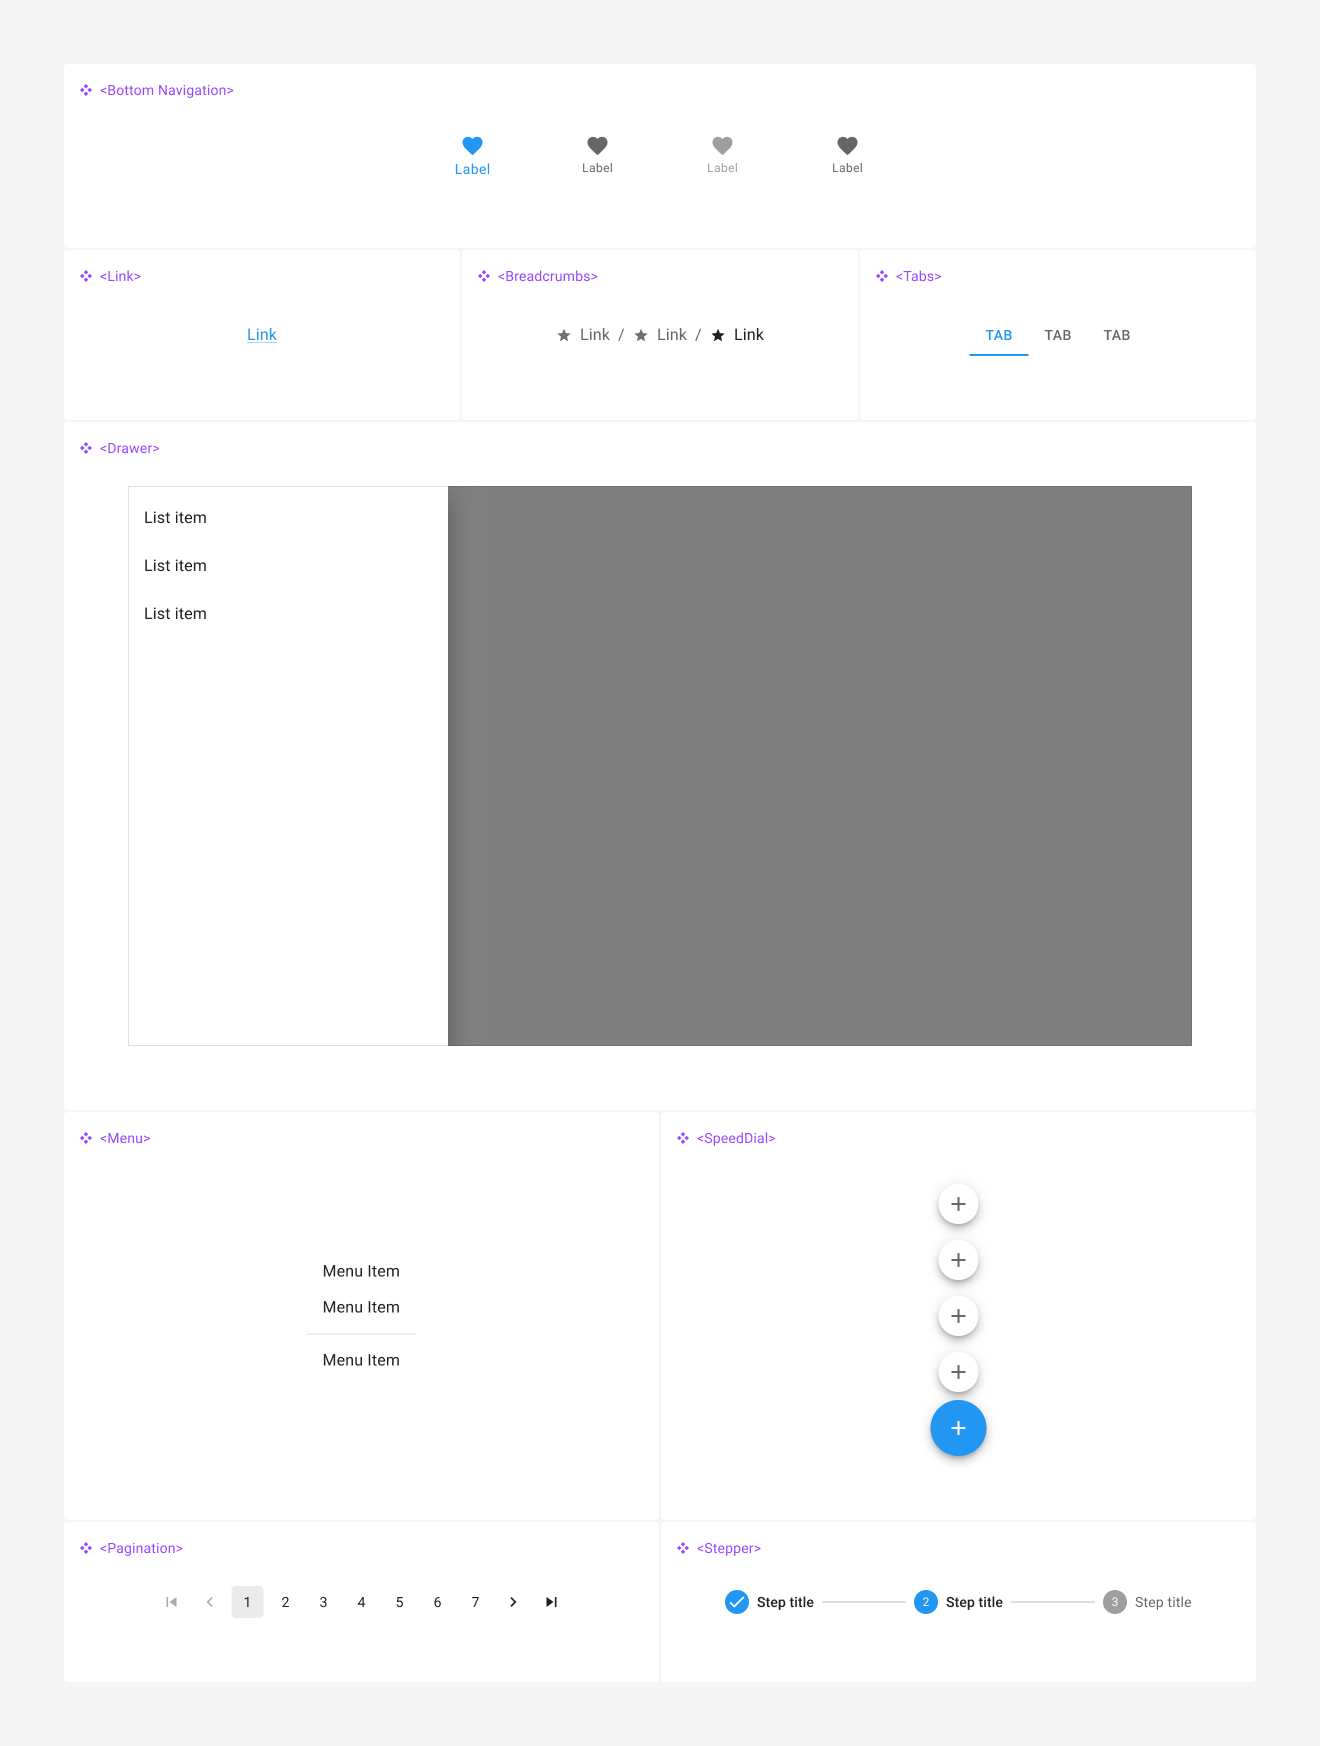 <Bottom Navigation>
Label Label Label Label
<Link>
Link
<Breadcrumbs>
Link / Link / Link
<Tabs>
TAB TAB TAB
<Drawer>
List item
List item
List item
<Menu>
Menu Item
Menu Item
Menu Item
<SpeedDial>
<Pagination>
1 2 3 4 5 6 7
<Stepper>
Step title 2 Step title 3 Step title